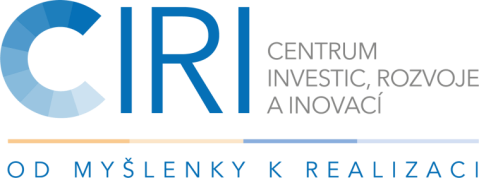 CIRI
CENTRUM
INVESTIC, ROZVOJE
A INOVACÍ
OD MYŠLENKY K REALIZACI